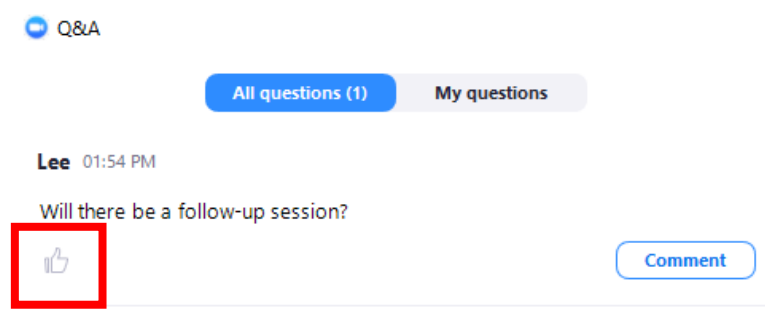 Q&A
All questions (1) My questions
Lee 01:54 PM
Will there be a follow-up session?
Comment